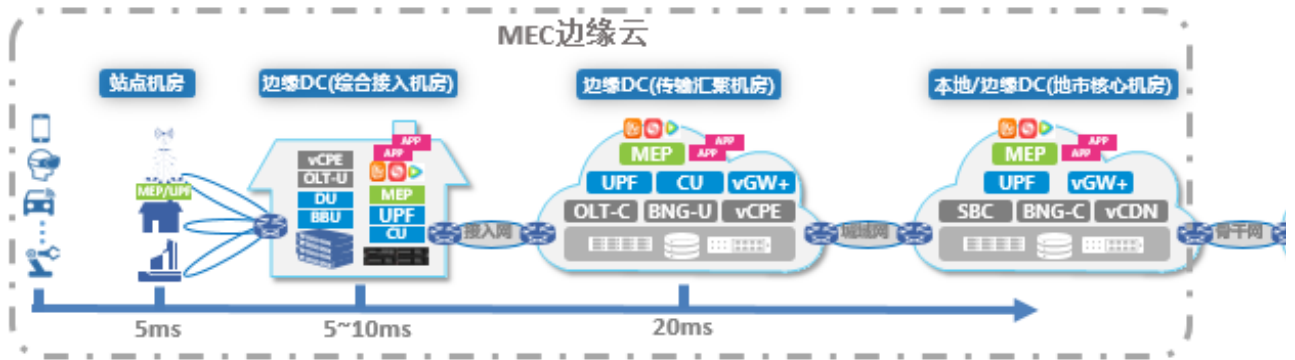 MEC边缘云
站点机房
边缘DC(综合接入机房)
边缘DC(传输汇聚机房)
本地/边缘DC(地市核心机房)
MEP/UPF
vCPE
OLT-U
DU
BBU
APP
APP
MEP
UPF
CU
接入网
MEP
APP
APP
UPF
CU
vGW+
OLT-C
BNG-U
vCPE
城域网
MEP
APP
APP
UPF
vGW+
SBC
BNG-C
vCDN
骨干网
5ms
5~10ms
20ms